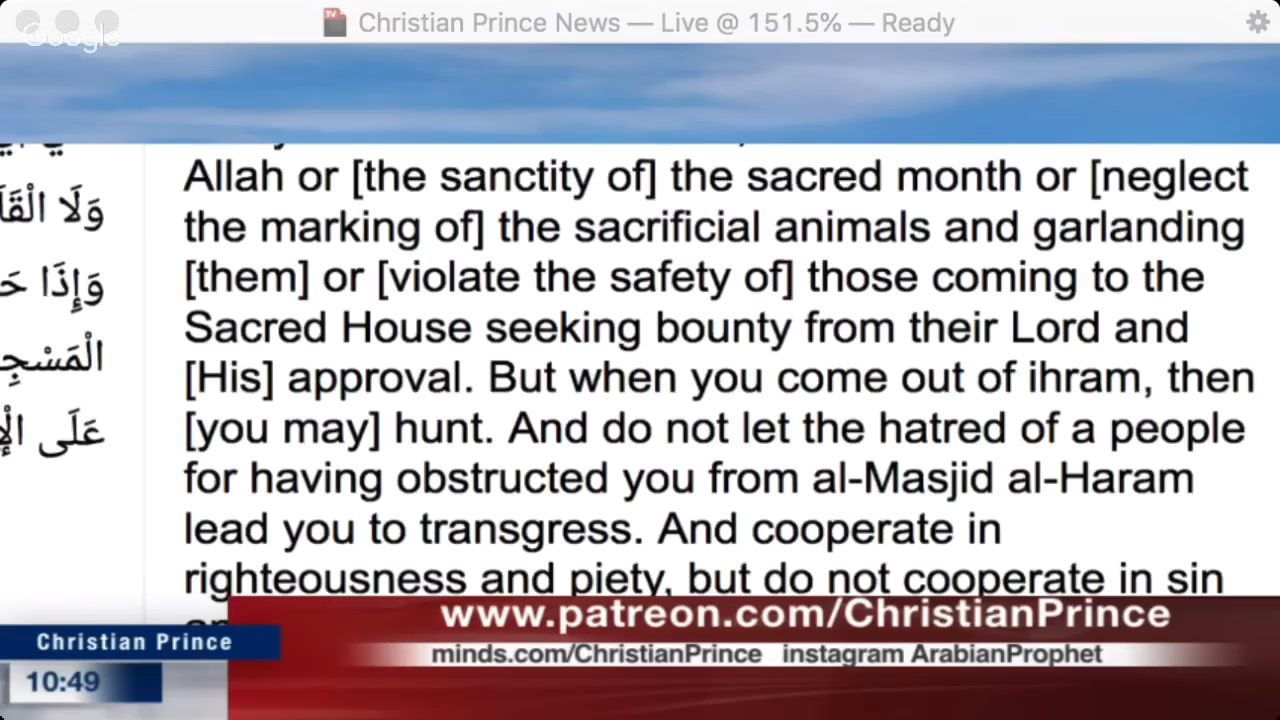 Christian Prince News — Live @ 151.5% — Ready
Google
Allah or [the sanctity of] the sacred month or [neglect
the marking of] the sacrificial animals and garlanding
[them] or [violate the safety of] those coming to the
Sacred House seeking bounty from their Lord and
[His] approval. But when you come out of ihram, then
[you may] hunt. And do not let the hatred of a people
for having obstructed you from al-Masjid al-Haram
lead you to transgress. And cooperate in
righteousness and piety, but do not cooperate in sin
وَلَا
وَإِذَا
عَلَى
www.patreon.com/ChristianPrince
Christian Prince
minds.com/ChristianPrince instagram ArabianProphet
10:49